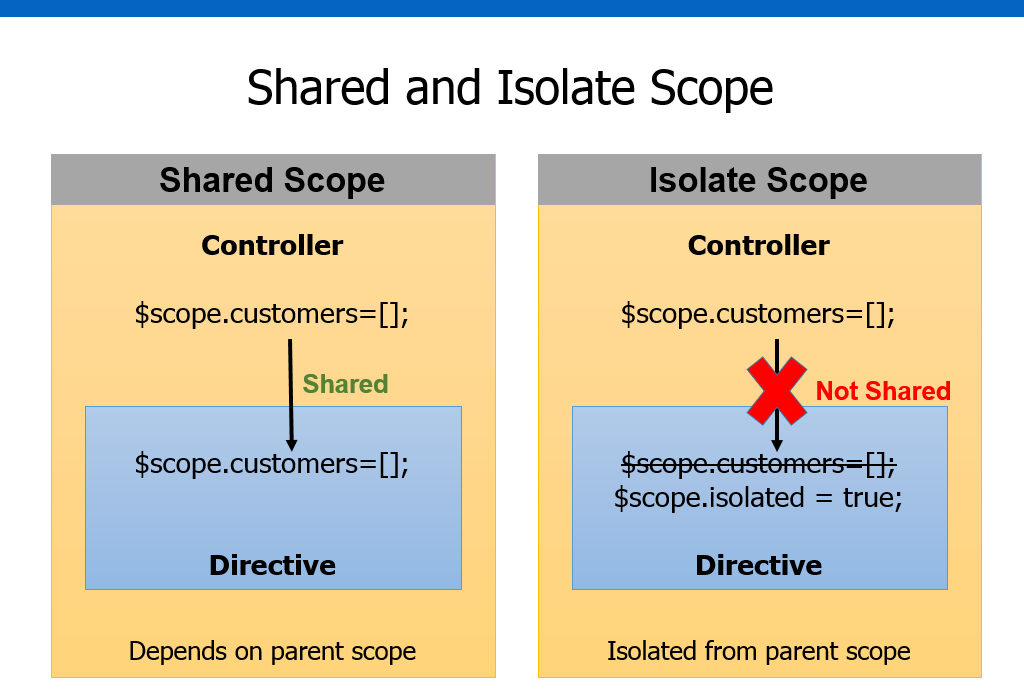 Shared and Isolate Scope
Shared Scope
Controller
$scope.customers=[];
Shared
$scope.customers=[];
Directive
Depends on parent scope
Isolate Scope
Controller
$scope.customers=[];
Not Shared
$scope.customers=[];
$scope.isolated = true;
Directive
Isolated from parent scope